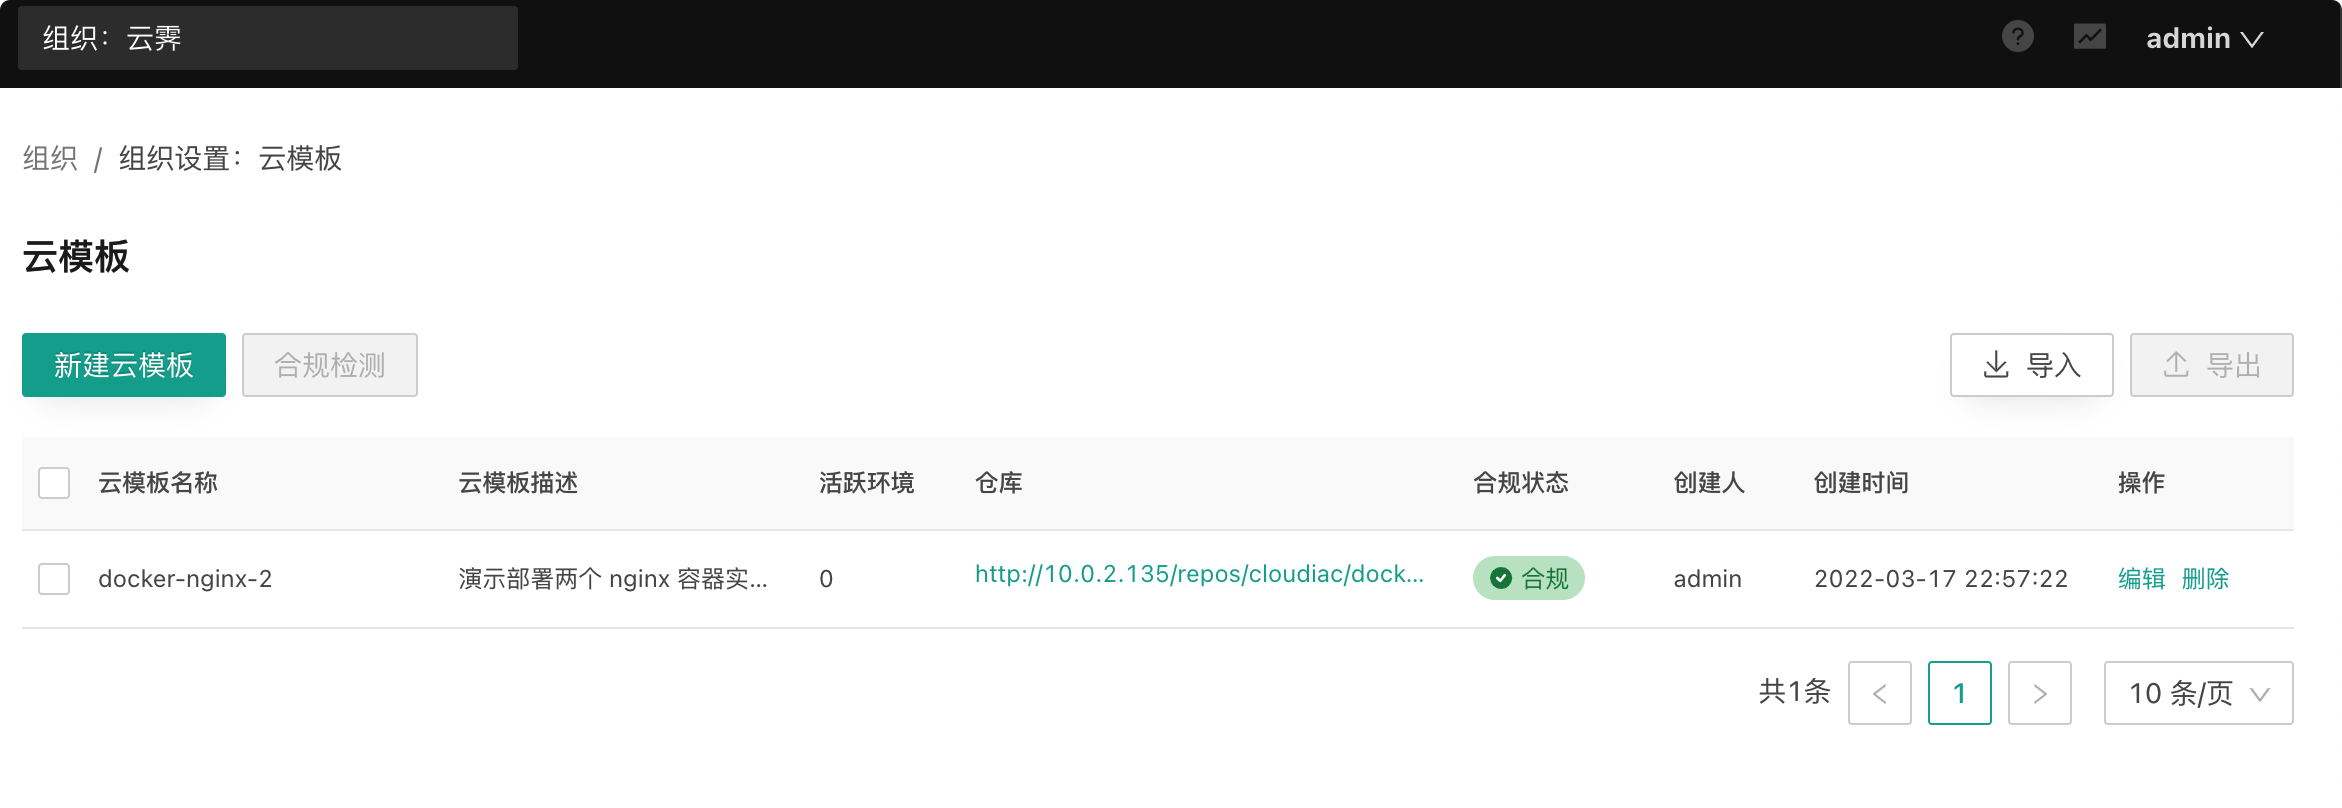 组织：云霁
admin
组织 / 组织设置：云模板
云模板
新建云模板 合规检测 导入 导出
云模板名称 云模板描述 活跃环境 仓库 合规状态 创建人 创建时间 操作
docker-nginx-2 演示部署两个 nginx 容器实... 0 http://10.0.2.135/repos/cloudiac/dock... 合规 admin 2022-03-17 22:57:22 编辑 删除
共1条 < 1 > 10 条/页